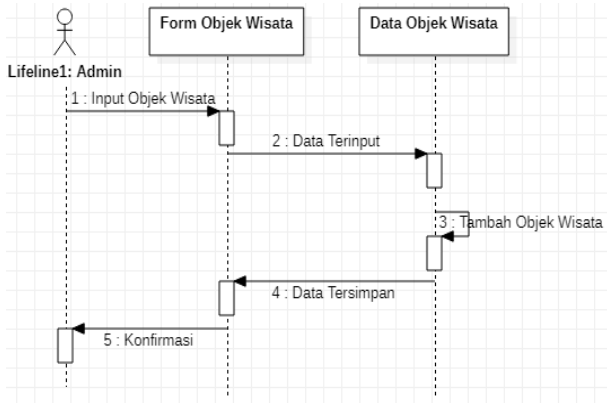 Form Objek Wisata
Data Objek Wisata
Lifeline1: Admin
1 : Input Objek Wisata
2 : Data Terinput
3 : Tambah Objek Wisata
4 : Data Tersimpan
5 : Konfirmasi